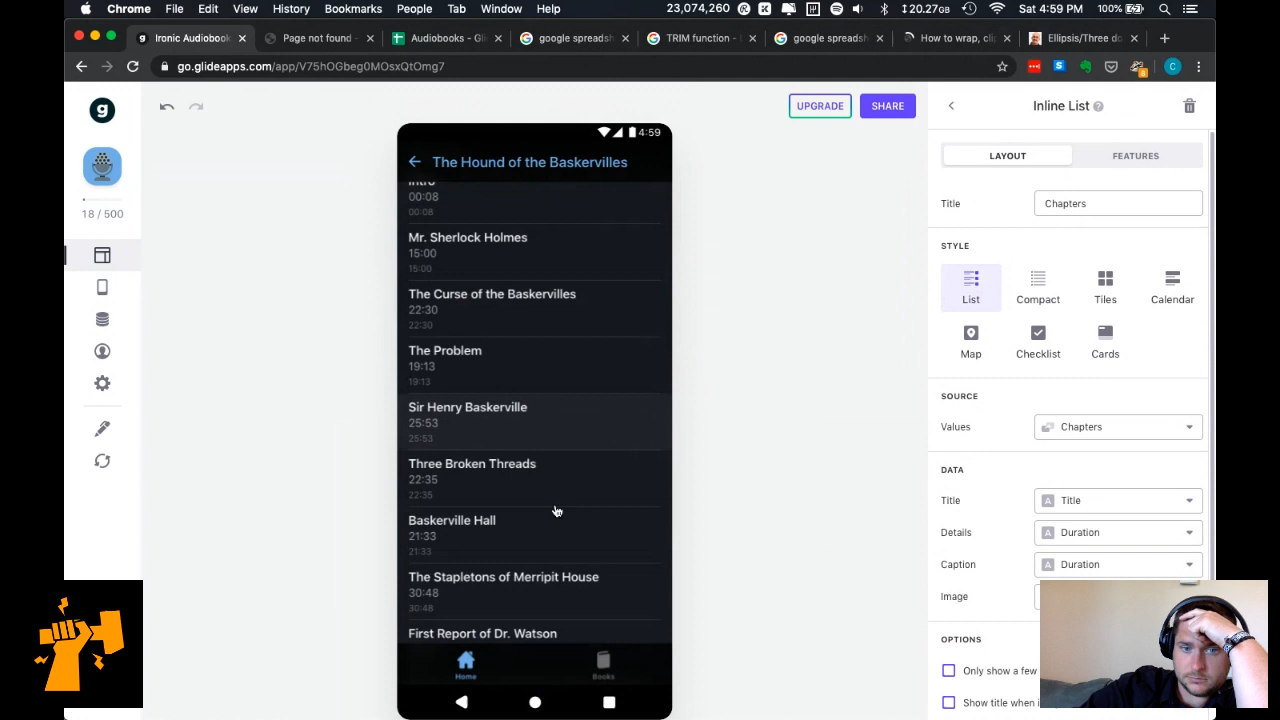 Chrome File Edit View History Bookmarks People Tab Window Help 23,074,260 20.27GB Sat 4:59 PM 100%
Ironic Audiobook Page not found - Audiobooks - G google spreadsh TRIM function - google spreadsh How to wrap, cli Ellipsis/Three do
go.glideapps.com/app/V75hOGbeg0MOsxQtOmg7
g
18 / 500
UPGRADE
SHARE
4:59
The Hound of the Baskervilles
Intro
00:08
00:08
Mr. Sherlock Holmes
15:00
15:00
The Curse of the Baskervilles
22:30
22:30
The Problem
19:13
19:13
Sir Henry Baskerville
25:53
25:53
Three Broken Threads
22:35
22:35
Baskerville Hall
21:33
21:33
The Stapletons of Merripit House
30:48
30:48
First Report of Dr. Watson
Home Books
Inline List
LAYOUT FEATURES
Title Chapters
STYLE
List Compact Tiles Calendar
Map Checklist Cards
SOURCE
Values Chapters
DATA
Title A Title
Details A Duration
Caption A Duration
Image
OPTIONS
Only show a few
Show title when